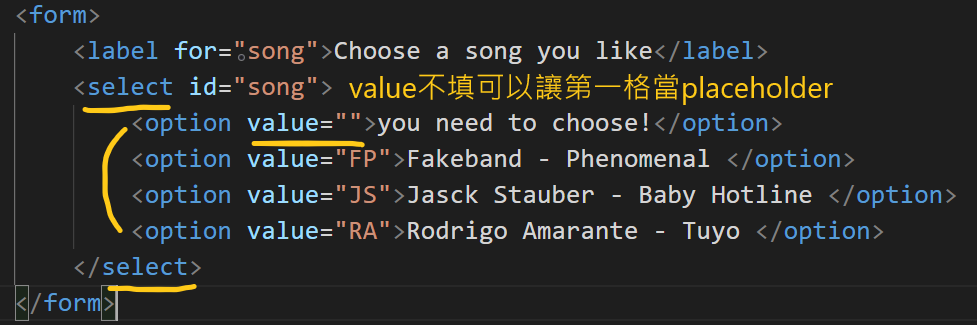 <form>
<label for="song">Choose a song you like</label>
<select id="song"> value不填可以讓第一格當placeholder
<option value="">you need to choose!</option>
<option value="FP">Fakeband - Phenomenal </option>
<option value="JS">Jasck Stauber - Baby Hotline </option>
<option value="RA">Rodrigo Amarante - Tuyo </option>
</select>
</form>